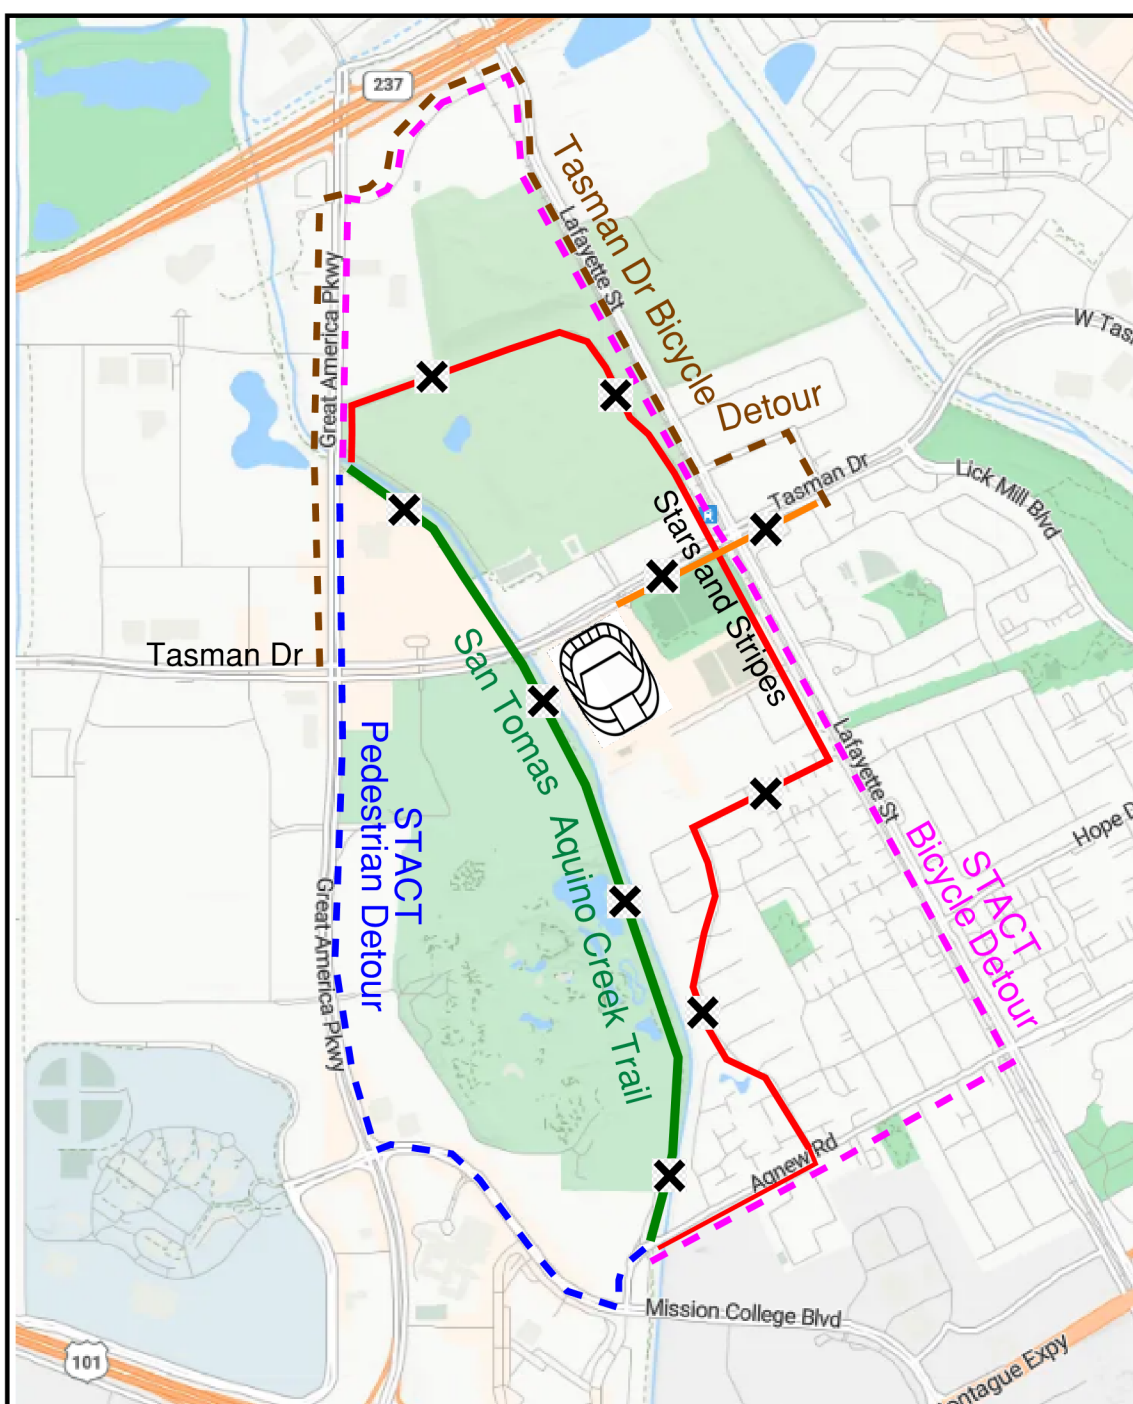 237
Tasman Dr Bicycle
Detour
Lafayette St
Great America Pkwy
W Tas
Tasman Dr
Lick Mill Blvd
Stars and Stripes
Tasman Dr
San Tomas Aquino Creek Trail
STACT
Pedestrian Detour
Lafayette St
STACT
Bicycle Detour
Hope D
Great America Pkwy
Agnew Rd
Mission College Blvd
101
ontague Expy